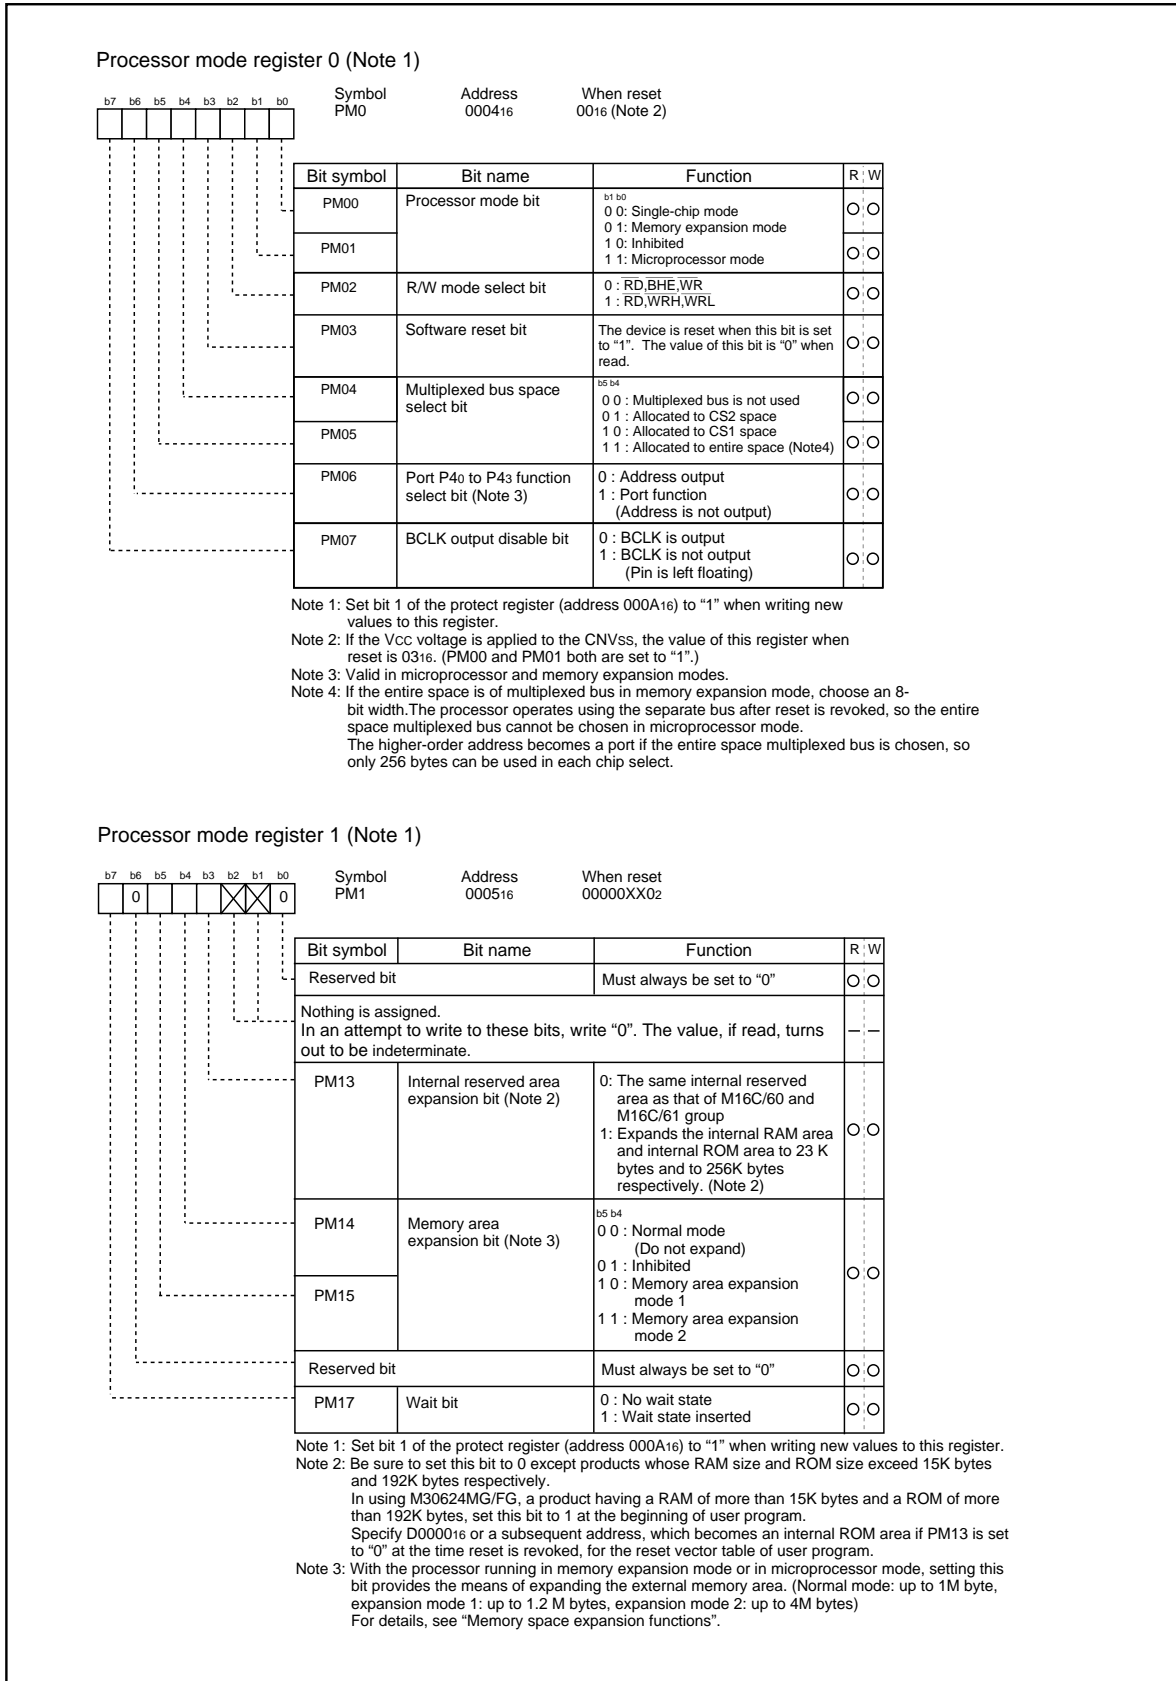 Processor mode register 0 (Note 1)
b7 b6 b5 b4 b3 b2 b1 b0
Symbol Address When reset
PM0 000416 0016 (Note 2)
Bit symbol Bit name Function R W
PM00 Processor mode bit
b1 b0
0 0: Single-chip mode
0 1: Memory expansion mode
PM01
1 0: Inhibited
1 1: Microprocessor mode
PM02 R/W mode select bit
0 : RD,BHE,WR
1 : RD,WRH,WRL
PM03 Software reset bit
The device is reset when this bit is set
to “1”. The value of this bit is “0” when
read.
PM04 Multiplexed bus space
select bit
b5 b4
0 0 : Multiplexed bus is not used
0 1 : Allocated to CS2 space
PM05
1 0 : Allocated to CS1 space
1 1 : Allocated to entire space (Note4)
PM06 Port P40 to P43 function
select bit (Note 3)
0 : Address output
1 : Port function
(Address is not output)
PM07 BCLK output disable bit
0 : BCLK is output
1 : BCLK is not output
(Pin is left floating)
Note 1: Set bit 1 of the protect register (address 000A16) to “1” when writing new
values to this register.
Note 2: If the VCC voltage is applied to the CNVSS, the value of this register when
reset is 0316. (PM00 and PM01 both are set to “1”.)
Note 3: Valid in microprocessor and memory expansion modes.
Note 4: If the entire space is of multiplexed bus in memory expansion mode, choose an 8-
bit width.The processor operates using the separate bus after reset is revoked, so the entire
space multiplexed bus cannot be chosen in microprocessor mode.
The higher-order address becomes a port if the entire space multiplexed bus is chosen, so
only 256 bytes can be used in each chip select.
Processor mode register 1 (Note 1)
b7 b6 b5 b4 b3 b2 b1 b0
0 0
Symbol Address When reset
PM1 000516 00000XX02
Bit symbol Bit name Function R W
Reserved bit Must always be set to “0”
Nothing is assigned.
In an attempt to write to these bits, write “0”. The value, if read, turns
out to be indeterminate.
PM13 Internal reserved area
expansion bit (Note 2)
0: The same internal reserved
area as that of M16C/60 and
M16C/61 group
1: Expands the internal RAM area
and internal ROM area to 23 K
bytes and to 256K bytes
respectively. (Note 2)
PM14 Memory area
expansion bit (Note 3)
b5 b4
0 0 : Normal mode
(Do not expand)
0 1 : Inhibited
PM15
1 0 : Memory area expansion
mode 1
1 1 : Memory area expansion
mode 2
Reserved bit Must always be set to “0”
PM17 Wait bit
0 : No wait state
1 : Wait state inserted
Note 1: Set bit 1 of the protect register (address 000A16) to “1” when writing new values to this register.
Note 2: Be sure to set this bit to 0 except products whose RAM size and ROM size exceed 15K bytes
and 192K bytes respectively.
In using M30624MG/FG, a product having a RAM of more than 15K bytes and a ROM of more
than 192K bytes, set this bit to 1 at the beginning of user program.
Specify D000016 or a subsequent address, which becomes an internal ROM area if PM13 is set
to “0” at the time reset is revoked, for the reset vector table of user program.
Note 3: With the processor running in memory expansion mode or in microprocessor mode, setting this
bit provides the means of expanding the external memory area. (Normal mode: up to 1M byte,
expansion mode 1: up to 1.2 M bytes, expansion mode 2: up to 4M bytes)
For details, see “Memory space expansion functions”.